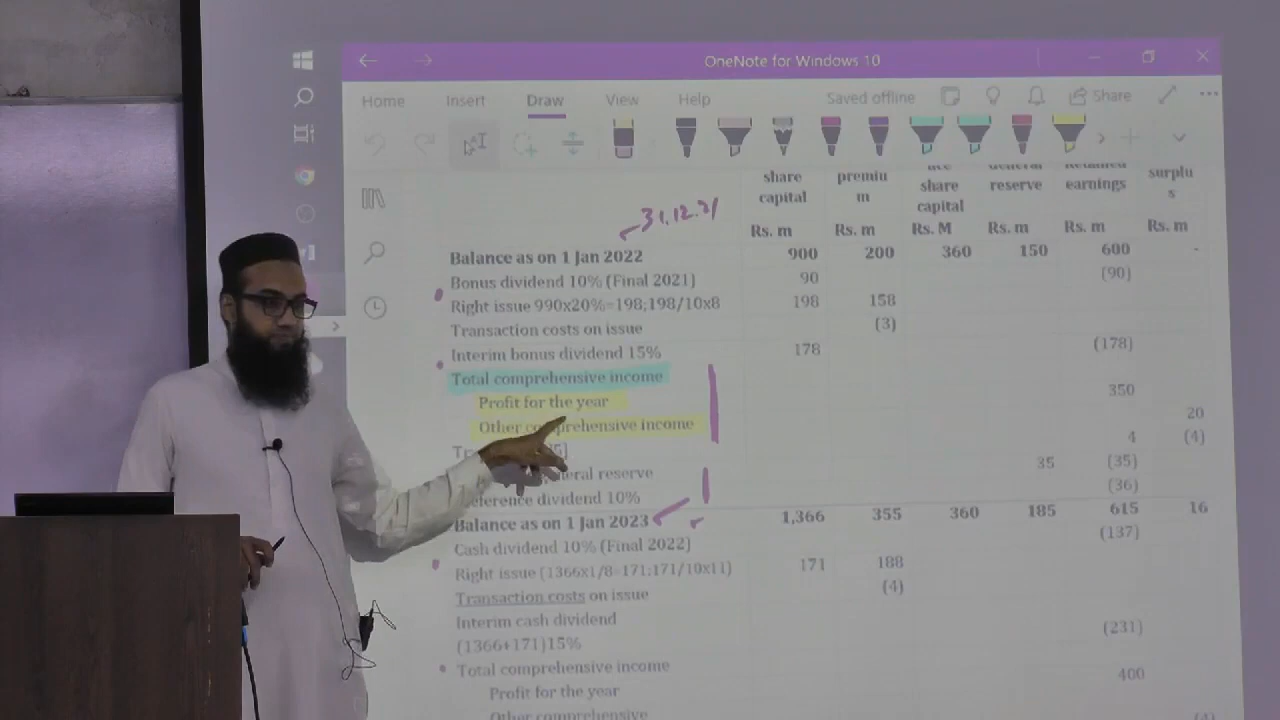 OneNote for Windows 10
Home Insert Draw View Help Saved offline Share
share capital premiu m share capital reserve earnings surplu s
31.12.21
Rs. m Rs. m Rs. M Rs. m Rs. m Rs. m
Balance as on 1 Jan 2022 900 200 360 150 600 -
Bonus dividend 10% (Final 2021) 90 (90)
Right issue 990x20%=198;198/10x8 198 158
Transaction costs on issue (3)
Interim bonus dividend 15% 178 (178)
Total comprehensive income
Profit for the year 350
Other comprehensive income 20
4 (4)
reserve 35 (35)
dividend 10% (36)
Balance as on 1 Jan 2023 1,366 355 360 185 615 16
Cash dividend 10% (Final 2022) (137)
Right issue (1366x1/8=171;171/10x11) 171 188
Transaction costs on issue (4)
Interim cash dividend
(1366+171)15% (231)
Total comprehensive income
Profit for the year 400
Other comprehensive